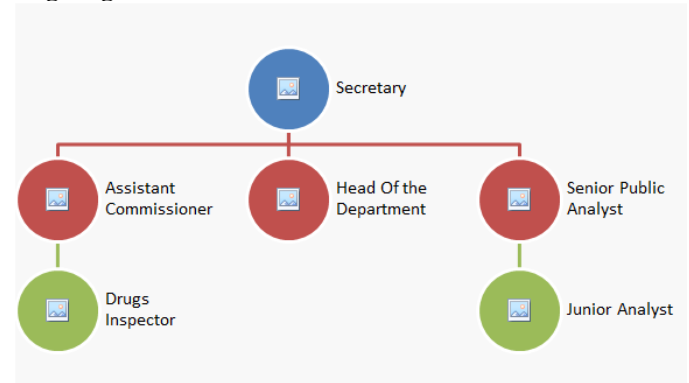 Secretary
Assistant
Commissioner
Head Of the
Department
Senior Public
Analyst
Drugs
Inspector
Junior Analyst